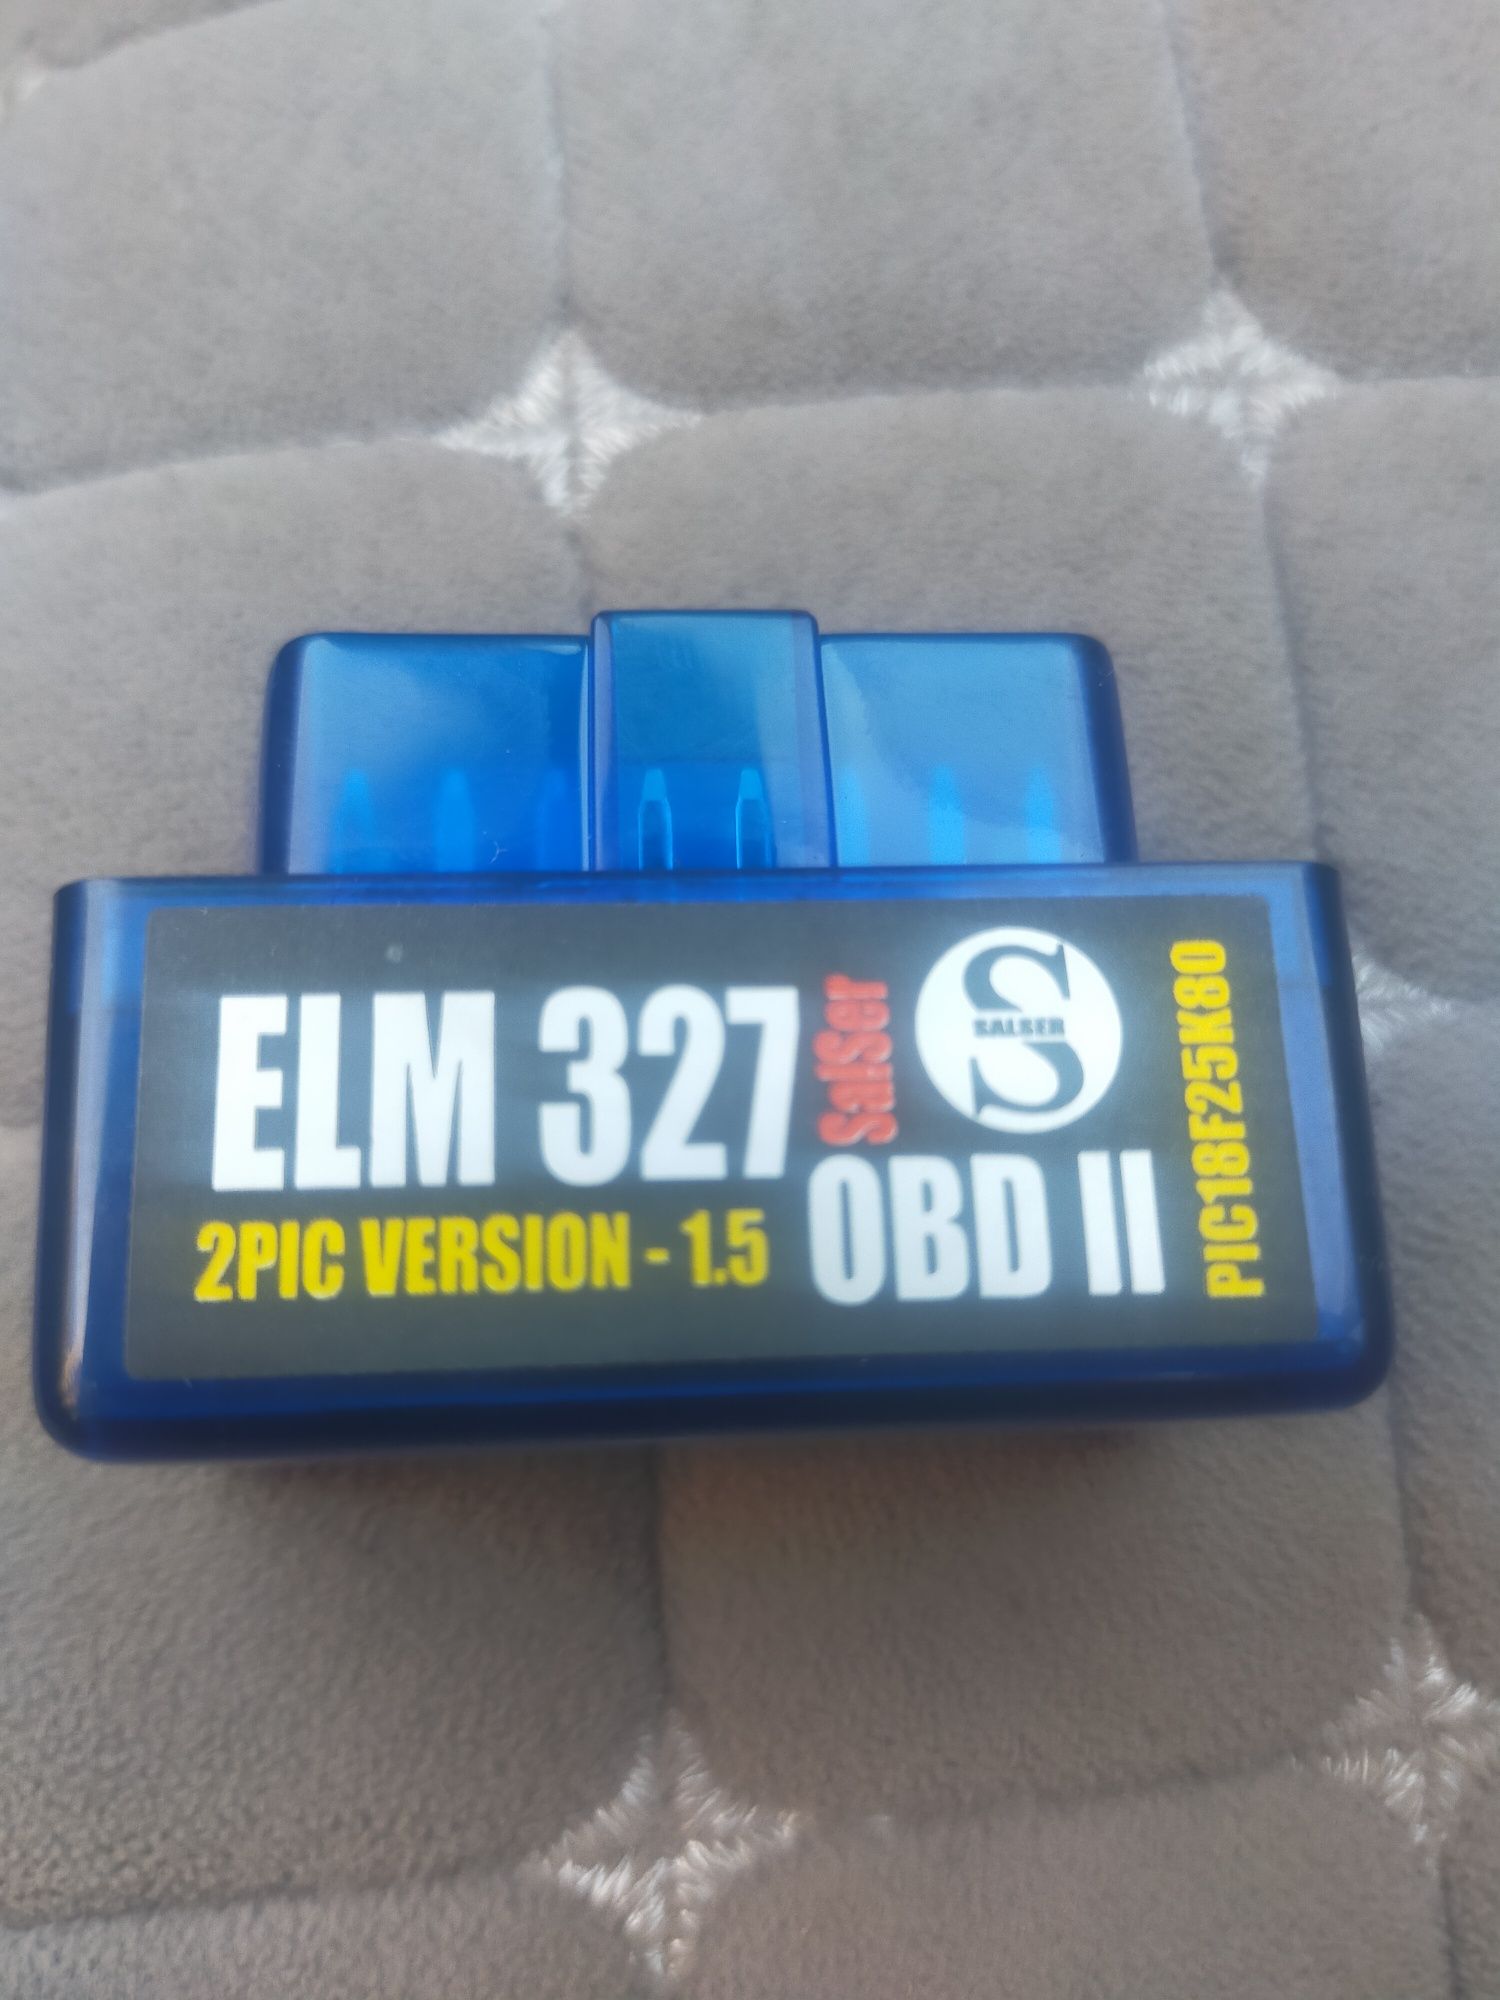 ELM 327
salser
SALSER
2PIC VERSION - 1.5
OBD II
PIC18F25K80